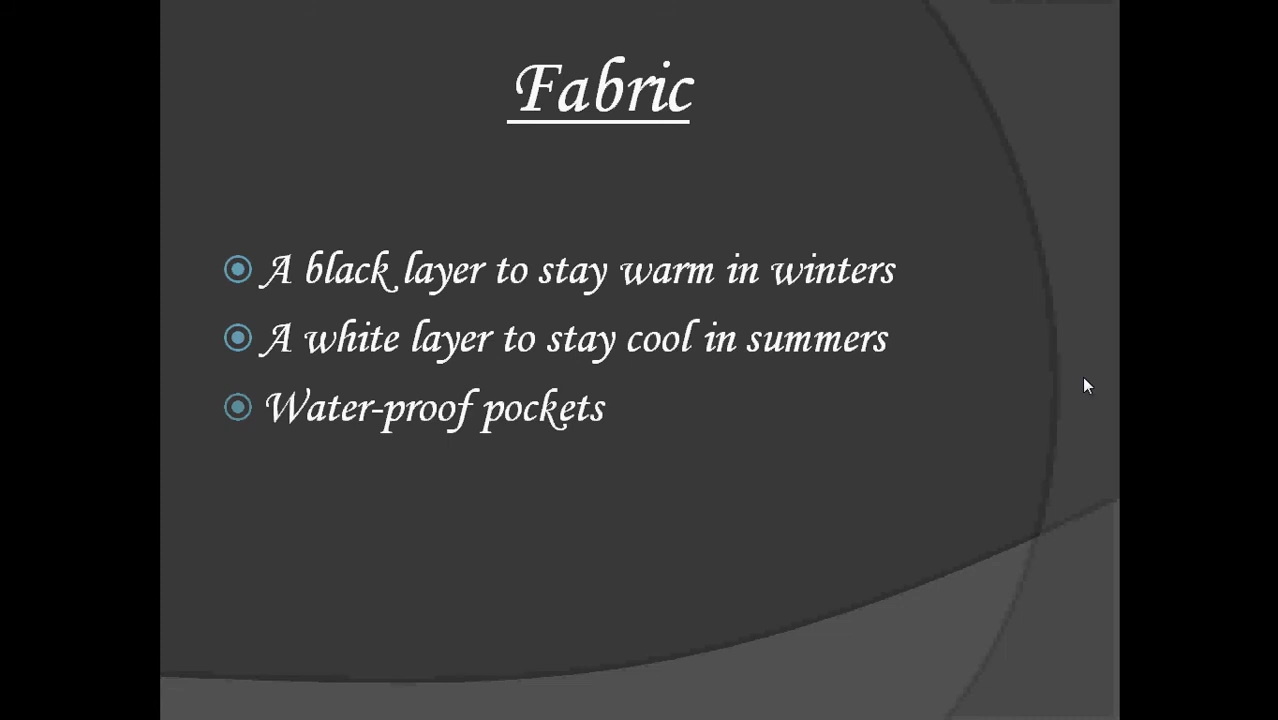 Fabric
A black layer to stay warm in winters
A white layer to stay cool in summers
Water-proof pockets